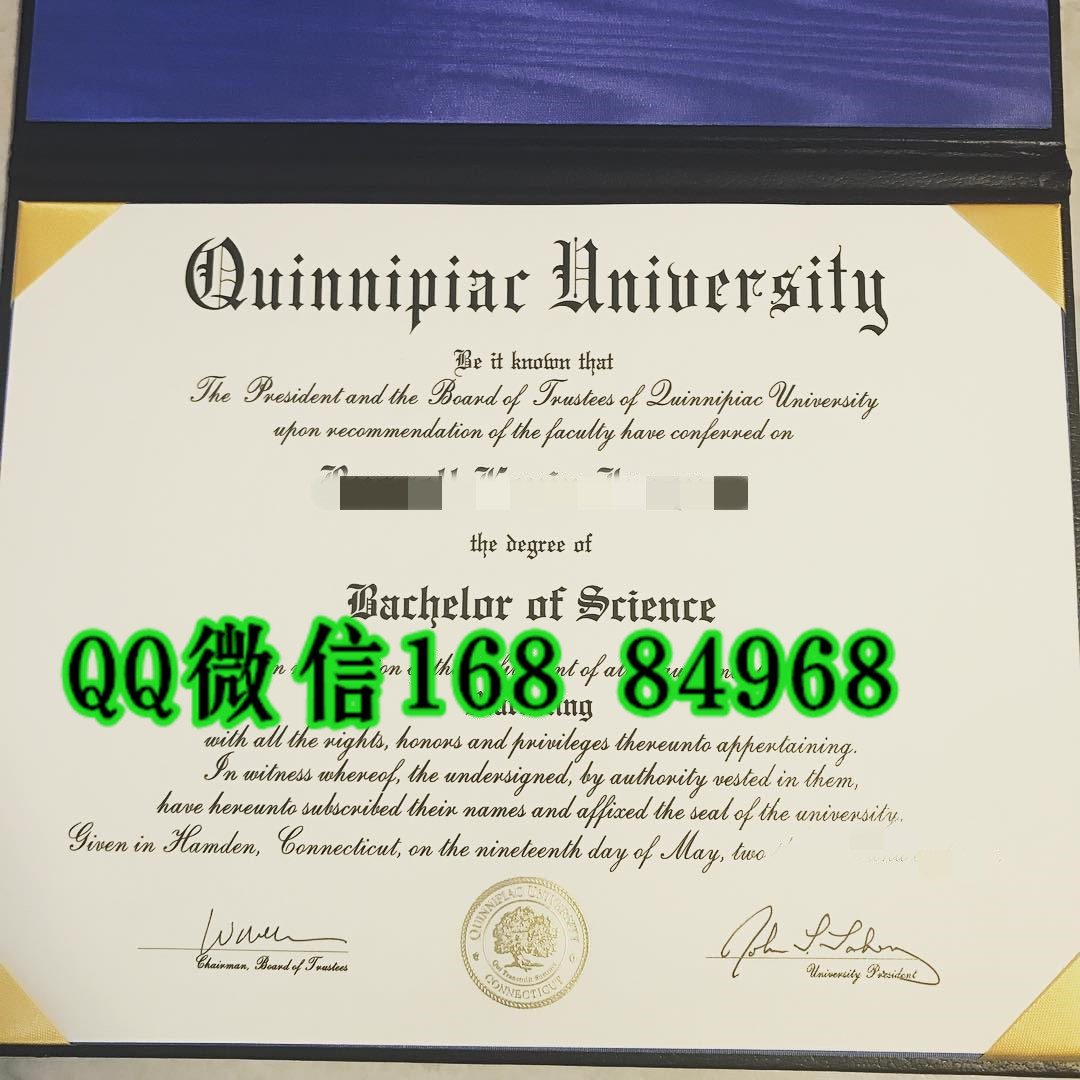 Quinnipiac University
Be it known that
The President and the Board of Trustees of Quinnipiac University
upon recommendation of the faculty have conferred on
the degree of
Bachelor of Science
QQ微信168 84968
with all the rights, honors and privileges thereunto appertaining.
In witness whereof, the undersigned, by authority vested in them,
have hereunto subscribed their names and affixed the seal of the university.
Given in Hamden, Connecticut, on the nineteenth day of May, two
QUINNIPIAC UNIVERSITY
CONNECTICUT
Chairman, Board of Trustees
University President